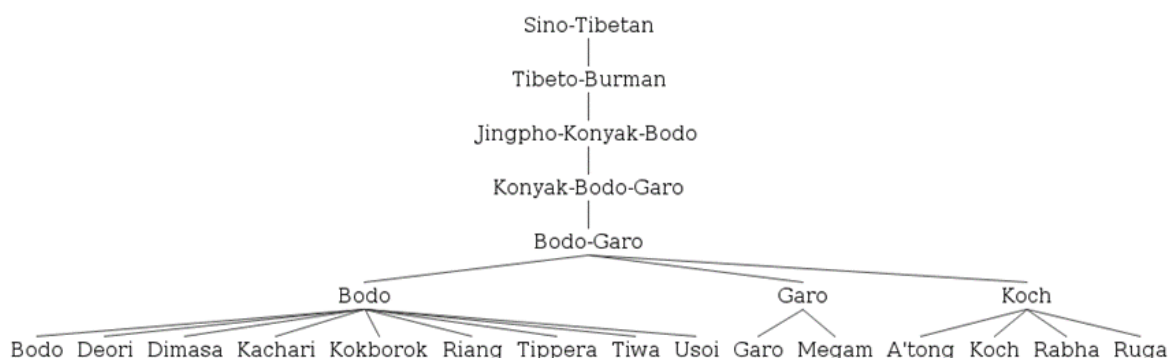 Sino-Tibetan
Tibeto-Burman
Jingpho-Konyak-Bodo
Konyak-Bodo-Garo
Bodo-Garo
Bodo Garo Koch
Bodo Deori Dimasa Kachari Kokborok Riang Tippera Tiwa Usoi Garo Megam A'tong Koch Rabha Ruga